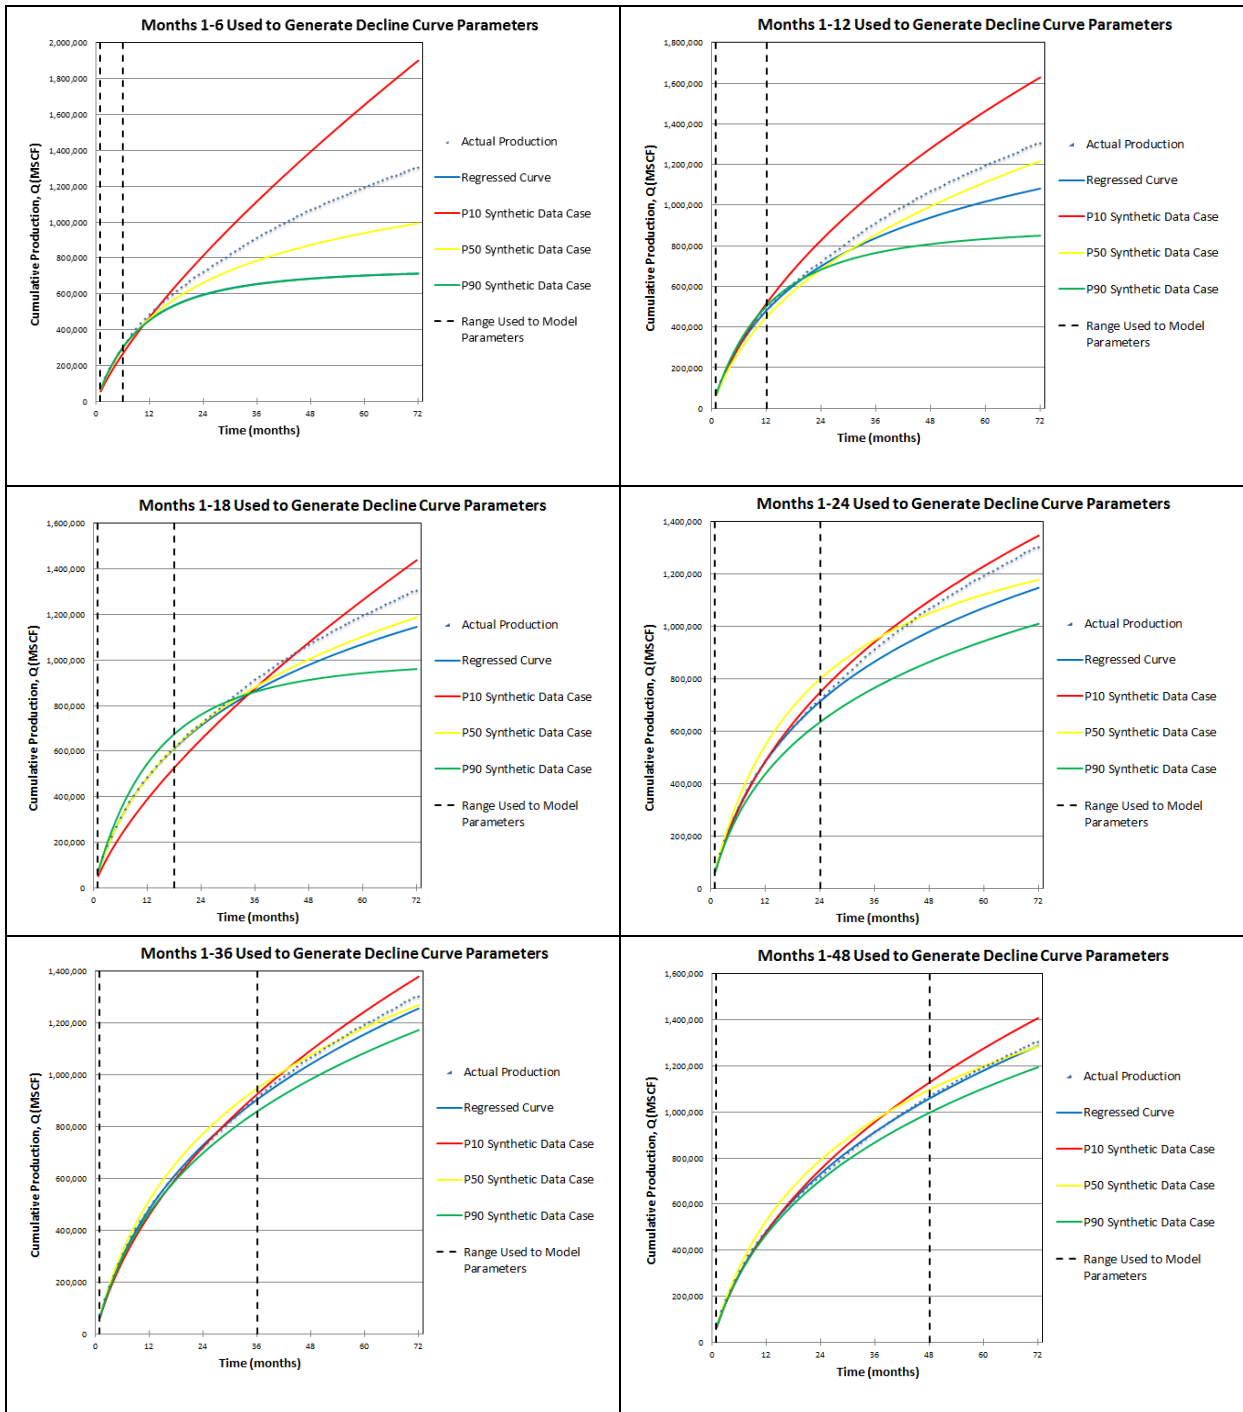 Months 1-6 Used to Generate Decline Curve Parameters
Cumulative Production, Q(MSCF)
2,000,000
1,800,000
1,600,000
1,400,000
1,200,000
1,000,000
800,000
600,000
400,000
200,000
0
0 12 24 36 48 60 72
Time (months)
Actual Production
Regressed Curve
P10 Synthetic Data Case
P50 Synthetic Data Case
P90 Synthetic Data Case
Range Used to Model
Parameters
Months 1-12 Used to Generate Decline Curve Parameters
Cumulative Production, Q(MSCF)
1,800,000
1,600,000
1,400,000
1,200,000
1,000,000
800,000
600,000
400,000
200,000
0
0 12 24 36 48 60 72
Time (months)
Actual Production
Regressed Curve
P10 Synthetic Data Case
P50 Synthetic Data Case
P90 Synthetic Data Case
Range Used to Model
Parameters
Months 1-18 Used to Generate Decline Curve Parameters
Cumulative Production, Q(MSCF)
1,600,000
1,400,000
1,200,000
1,000,000
800,000
600,000
400,000
200,000
0
0 12 24 36 48 60 72
Time (months)
Actual Production
Regressed Curve
P10 Synthetic Data Case
P50 Synthetic Data Case
P90 Synthetic Data Case
Range Used to Model
Parameters
Months 1-24 Used to Generate Decline Curve Parameters
Cumulative Production, Q(MSCF)
1,400,000
1,200,000
1,000,000
800,000
600,000
400,000
200,000
0
0 12 24 36 48 60 72
Time (months)
Actual Production
Regressed Curve
P10 Synthetic Data Case
P50 Synthetic Data Case
P90 Synthetic Data Case
Range Used to Model
Parameters
Months 1-36 Used to Generate Decline Curve Parameters
Cumulative Production, Q(MSCF)
1,400,000
1,200,000
1,000,000
800,000
600,000
400,000
200,000
0
0 12 24 36 48 60 72
Time (months)
Actual Production
Regressed Curve
P10 Synthetic Data Case
P50 Synthetic Data Case
P90 Synthetic Data Case
Range Used to Model
Parameters
Months 1-48 Used to Generate Decline Curve Parameters
Cumulative Production, Q(MSCF)
1,600,000
1,400,000
1,200,000
1,000,000
800,000
600,000
400,000
200,000
0
0 12 24 36 48 60 72
Time (months)
Actual Production
Regressed Curve
P10 Synthetic Data Case
P50 Synthetic Data Case
P90 Synthetic Data Case
Range Used to Model
Parameters